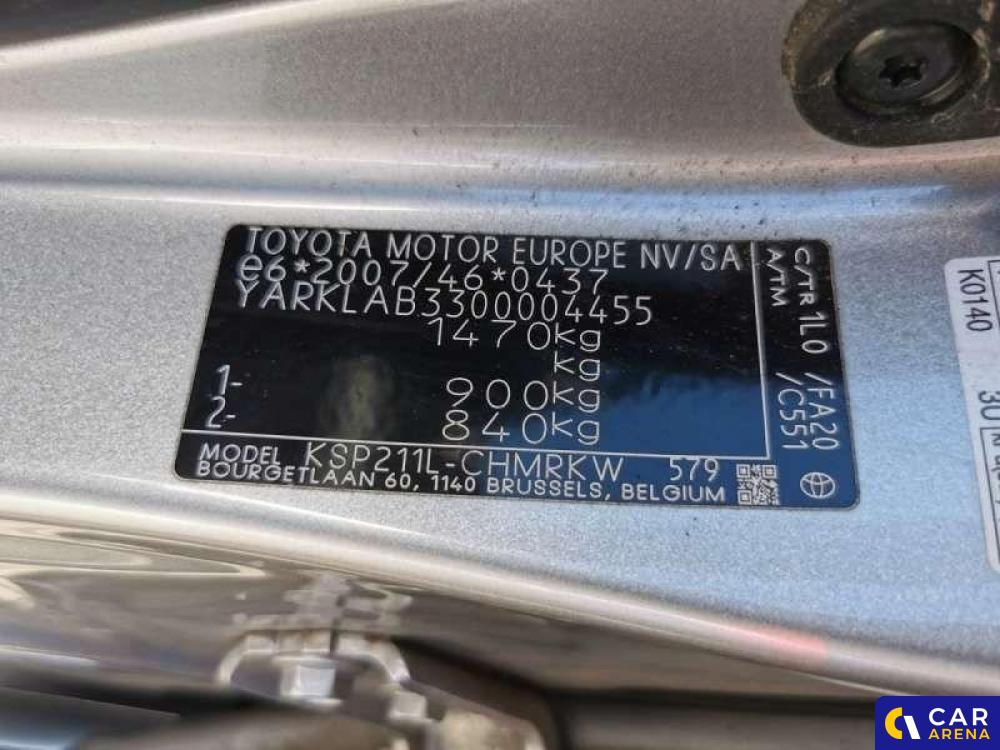 TOYOTA MOTOR EUROPE NV/SA
e6*2007/46*0437
YARKLAB3300004455
1470kg
kg
1- 900kg
2- 840kg
MODEL KSP211L-CHMRKW 579
BOURGETLAAN 60, 1140 BRUSSELS, BELGIUM
C/TR 1L0 /FA20
A/TM /C551
K0140
30
CAR
ARENA